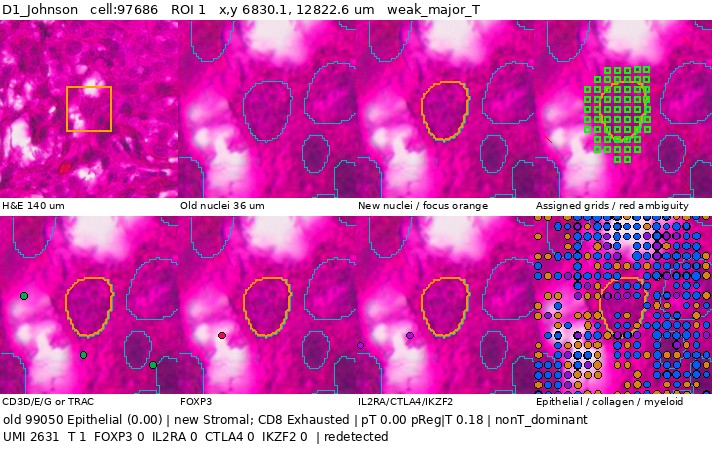 D1_Johnson   cell:97686   ROI 1   x,y 6830.1, 12822.6 um   weak_major_T
H&E 140 um
Old nuclei 36 um
New nuclei / focus orange
Assigned grids / red ambiguity
CD3D/E/G or TRAC
FOXP3
IL2RA/CTLA4/IKZF2
Epithelial / collagen / myeloid
old 99050 Epithelial (0.00) | new Stromal; CD8 Exhausted | pT 0.00 pReg|T 0.18 | nonT_dominant
UMI 2631  T 1  FOXP3 0  IL2RA 0  CTLA4 0  IKZF2 0  | redetected